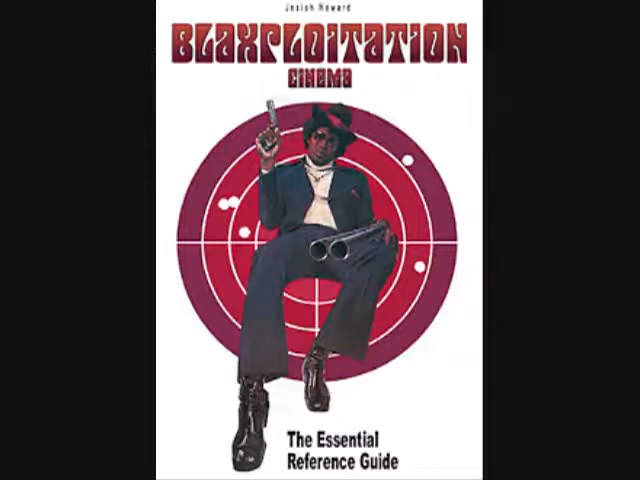 Josiah Howard
BLAXPLOITATION
CINEMA
The Essential
Reference Guide